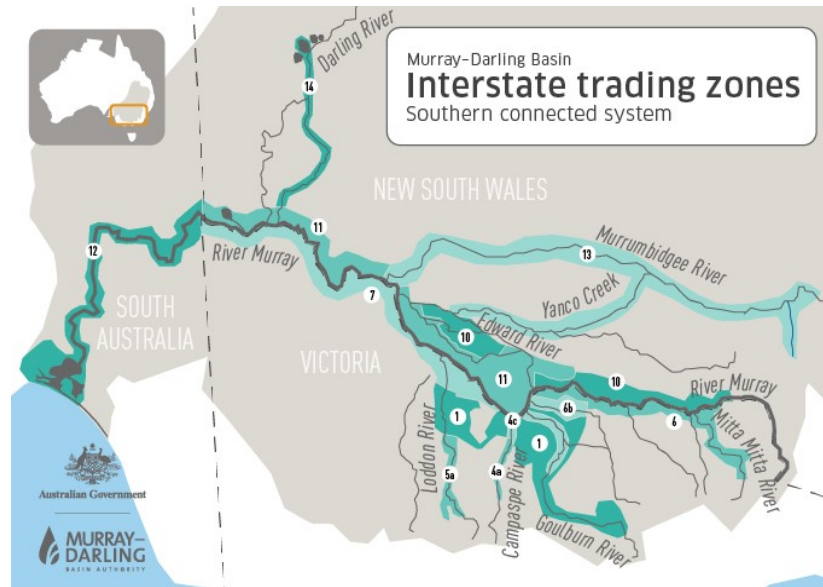 Murray–Darling Basin
Interstate trading zones
Southern connected system
Darling River
14
NEW SOUTH WALES
11
12
River Murray
13
Murrumbidgee River
7
Yanco Creek
SOUTH
AUSTRALIA
VICTORIA
10
Edward River
11
10
River Murray
1
4c
6b
6
Mitta Mitta River
Loddon River
1
5a
4a
Campaspe River
Goulburn River
Australian Government
MURRAY–
DARLING
BASIN AUTHORITY